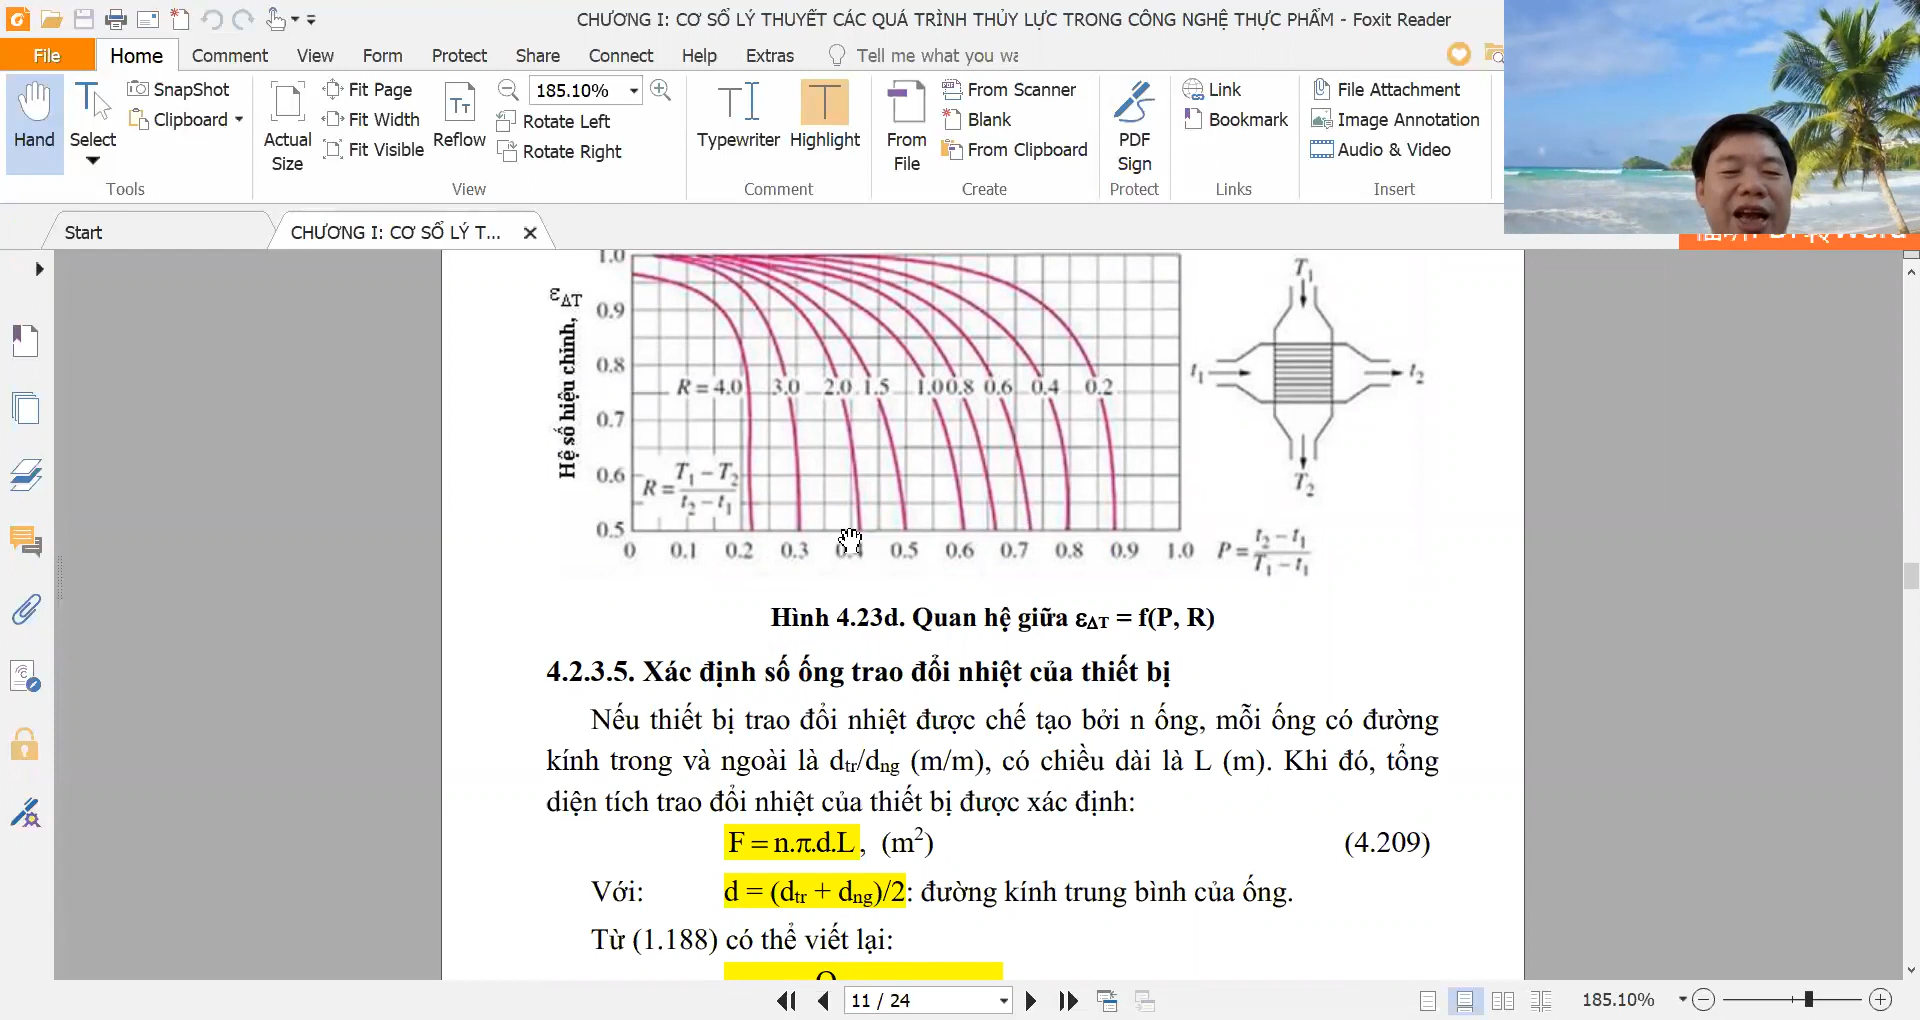 CHƯƠNG I: CƠ SỔ LÝ THUYẾT CÁC QUÁ TRÌNH THỦY LỰC TRONG CÔNG NGHỆ THỰC PHẨM - Foxit Reader
File Home Comment View Form Protect Share Connect Help Extras Tell me what you wa
Hand
Select
SnapShot
Clipboard
Tools
Actual Size
Fit Page
Fit Width
Fit Visible
Reflow
185.10%
Rotate Left
Rotate Right
View
Typewriter
Highlight
Comment
From File
From Scanner
Blank
From Clipboard
Create
PDF Sign
Protect
Link
Bookmark
Links
File Attachment
Image Annotation
Audio & Video
Insert
Start
CHƯƠNG I: CƠ SỔ LÝ T...
Hệ số hiệu chỉnh, εΔT
1.0
0.9
0.8
0.7
0.6
0.5
R = 4.0 3.0 2.0 1.5 1.0 0.8 0.6 0.4 0.2
R = (T1 − T2)/(t2 − t1)
0 0.1 0.2 0.3 0.4 0.5 0.6 0.7 0.8 0.9 1.0
P = (t2 − t1)/(T1 − t1)
T1
t1
t2
T2
Hình 4.23d. Quan hệ giữa εΔT = f(P, R)
4.2.3.5. Xác định số ống trao đổi nhiệt của thiết bị
Nếu thiết bị trao đổi nhiệt được chế tạo bởi n ống, mỗi ống có đường
kính trong và ngoài là dtr/dng (m/m), có chiều dài là L (m). Khi đó, tổng
diện tích trao đổi nhiệt của thiết bị được xác định:
F = n.π.d.L, (m²) (4.209)
Với: d = (dtr + dng)/2: đường kính trung bình của ống.
Từ (1.188) có thể viết lại:
11 / 24
185.10%